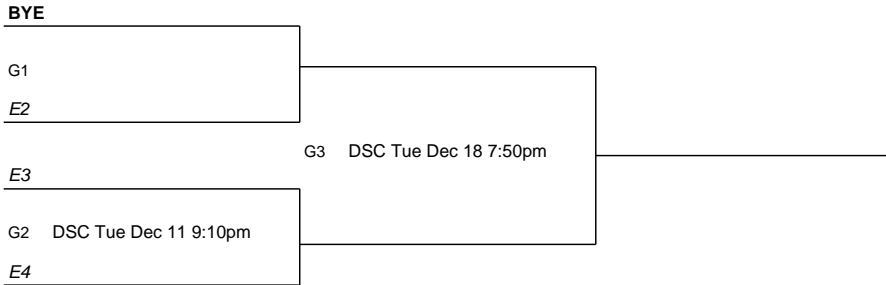 BYE
G1
E2
G3 DSC Tue Dec 18 7:50pm
E3
G2 DSC Tue Dec 11 9:10pm
E4